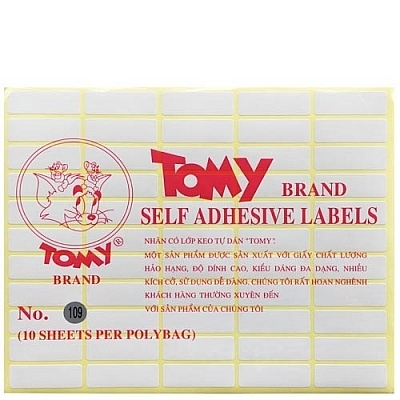 TOMY BRAND
SELF ADHESIVE LABELS
TOMY ®
BRAND
NHÃN CÓ LỚP KEO TỰ DÁN "TOMY".
MỘT SẢN PHẨM ĐƯỢC SẢN XUẤT VỚI GIẤY CHẤT LƯỢNG
HẢO HẠNG, ĐỘ DÍNH CAO, KIỂU DÁNG ĐA DẠNG, NHIỀU
KÍCH CỠ, SỬ DỤNG DỄ DÀNG. CHÚNG TÔI RẤT HOAN NGHÊNH
KHÁCH HÀNG THƯỜNG XUYÊN ĐẾN
VỚI SẢN PHẨM CỦA CHÚNG TÔI
No. 109
(10 SHEETS PER POLYBAG)